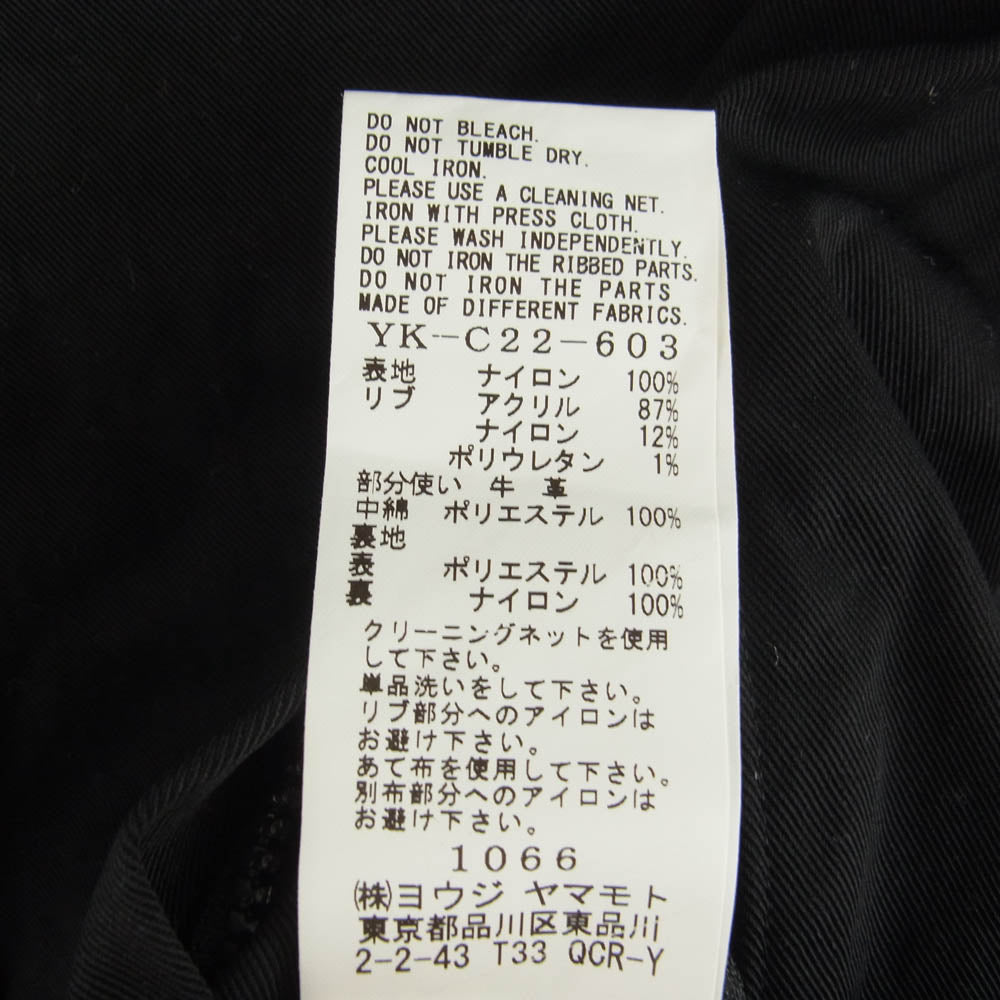 DO NOT BLEACH.
DO NOT TUMBLE DRY.
COOL IRON.
PLEASE USE A CLEANING NET.
IRON WITH PRESS CLOTH.
PLEASE WASH INDEPENDENTLY.
DO NOT IRON THE RIBBED PARTS.
DO NOT IRON THE PARTS
MADE OF DIFFERENT FABRICS.
YK-C22-603
表地 ナイロン 100%
リブ アクリル 87%
ナイロン 12%
ポリウレタン 1%
部分使い 牛 革
中綿 ポリエステル 100%
裏地
表 ポリエステル 100%
裏 ナイロン 100%
クリーニングネットを使用
して下さい。
単品洗いをして下さい。
リブ部分へのアイロンは
お避け下さい。
あて布を使用して下さい。
別布部分へのアイロンは
お避け下さい。
1066
(株)ヨウジ ヤマモト
東京都品川区東品川
2-2-43 T33 QCR-Y